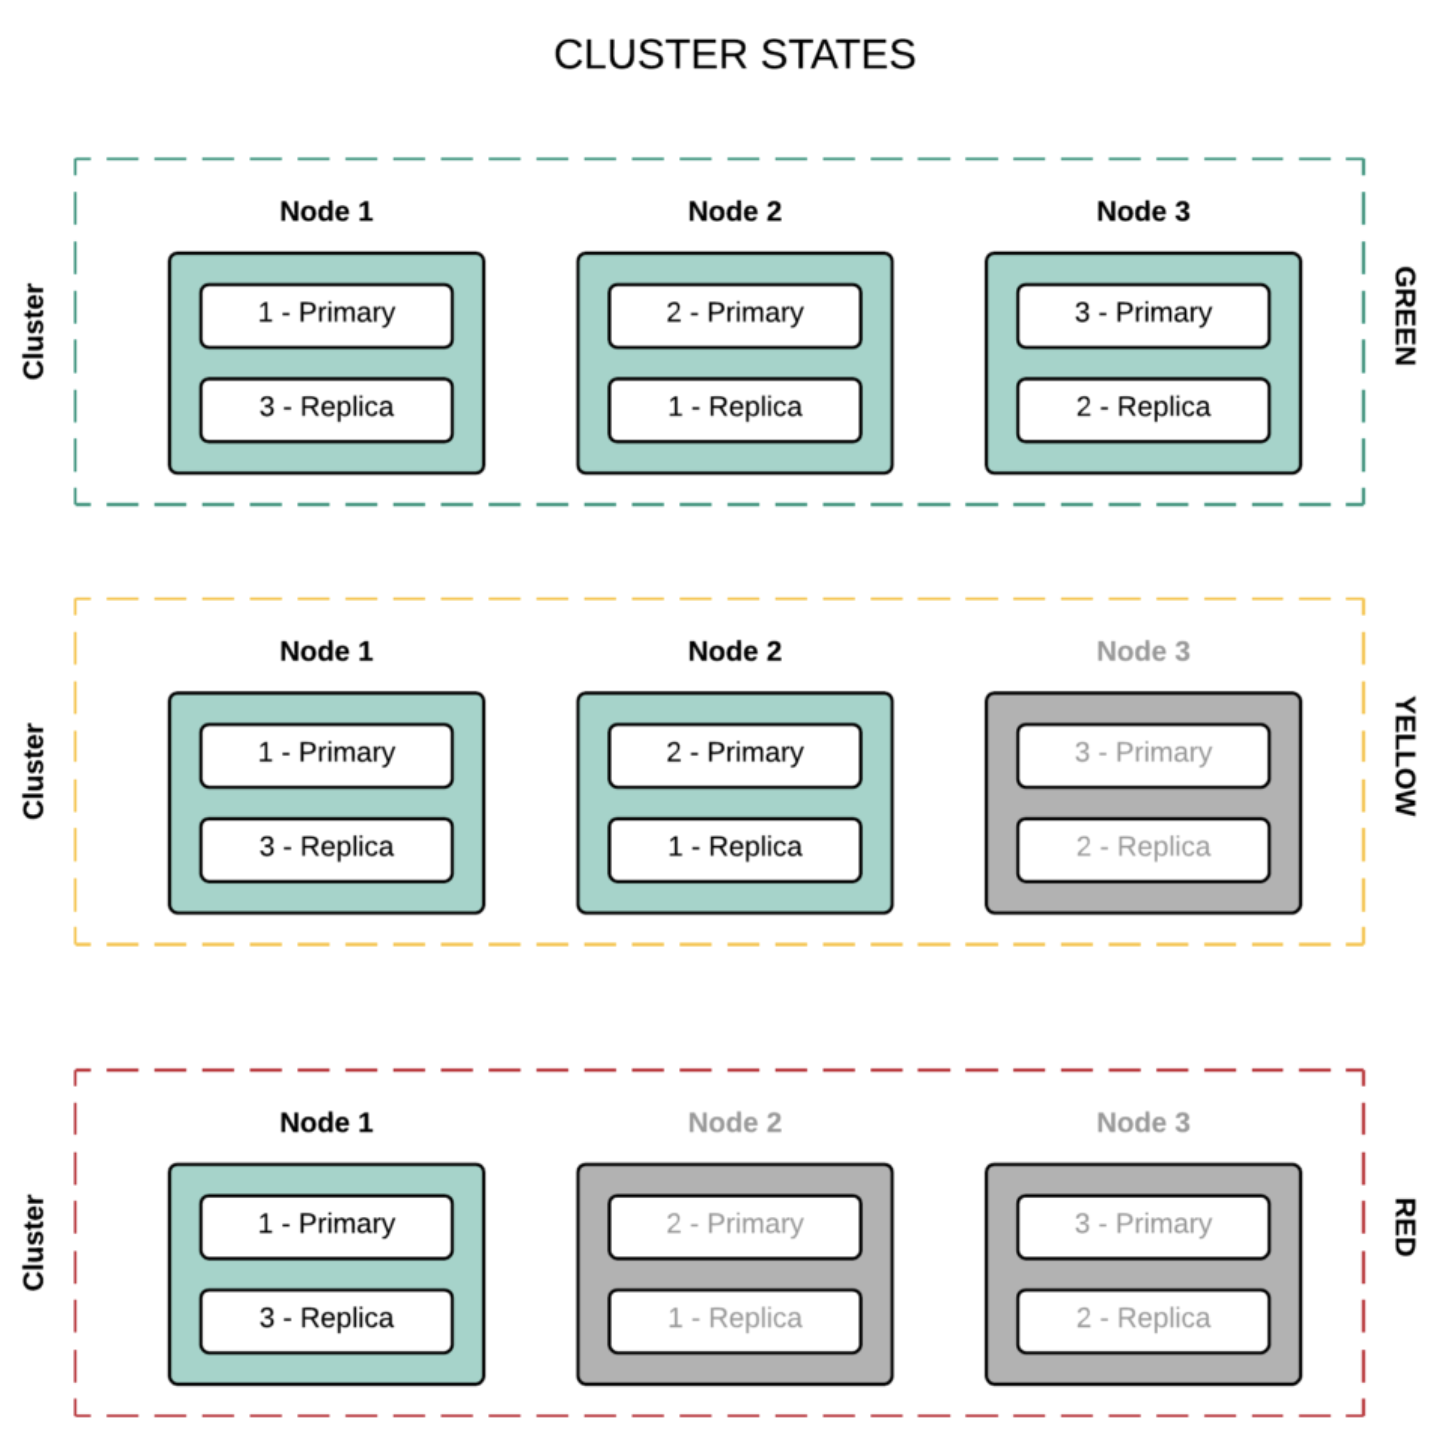 CLUSTER STATES
Cluster
Node 1
Node 2
Node 3
1 - Primary
2 - Primary
3 - Primary
3 - Replica
1 - Replica
2 - Replica
GREEN
Cluster
Node 1
Node 2
Node 3
1 - Primary
2 - Primary
3 - Primary
3 - Replica
1 - Replica
2 - Replica
YELLOW
Cluster
Node 1
Node 2
Node 3
1 - Primary
2 - Primary
3 - Primary
3 - Replica
1 - Replica
2 - Replica
RED